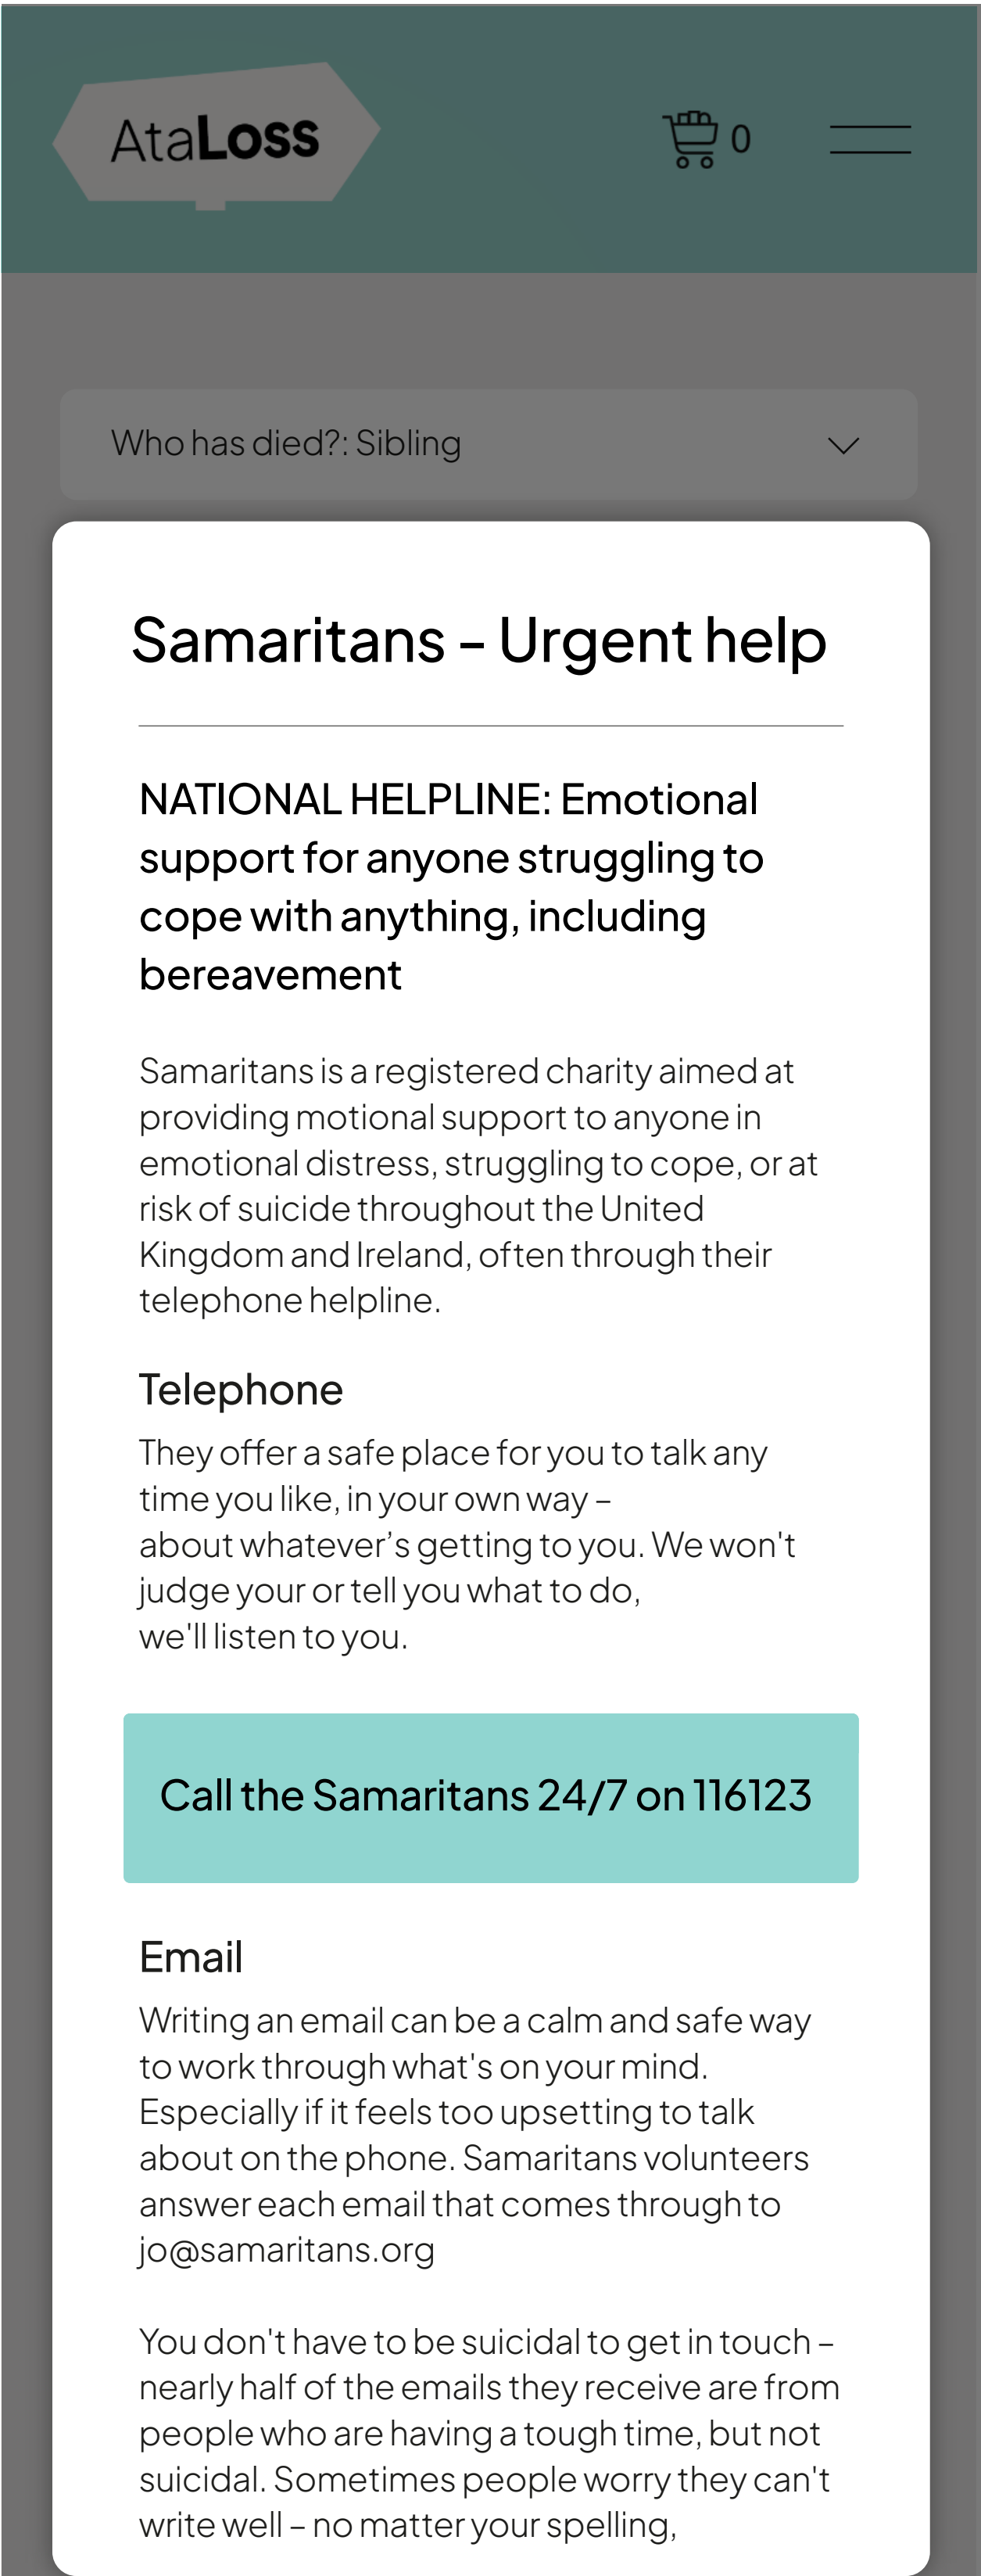 AtaLoss
0
Who has died?: Sibling
Samaritans – Urgent help
NATIONAL HELPLINE: Emotional
support for anyone struggling to
cope with anything, including
bereavement
Samaritans is a registered charity aimed at
providing motional support to anyone in
emotional distress, struggling to cope, or at
risk of suicide throughout the United
Kingdom and Ireland, often through their
telephone helpline.
Telephone
They offer a safe place for you to talk any
time you like, in your own way –
about whatever’s getting to you. We won't
judge your or tell you what to do,
we'll listen to you.
Call the Samaritans 24/7 on 116123
Email
Writing an email can be a calm and safe way
to work through what's on your mind.
Especially if it feels too upsetting to talk
about on the phone. Samaritans volunteers
answer each email that comes through to
jo@samaritans.org
You don't have to be suicidal to get in touch –
nearly half of the emails they receive are from
people who are having a tough time, but not
suicidal. Sometimes people worry they can't
write well – no matter your spelling,